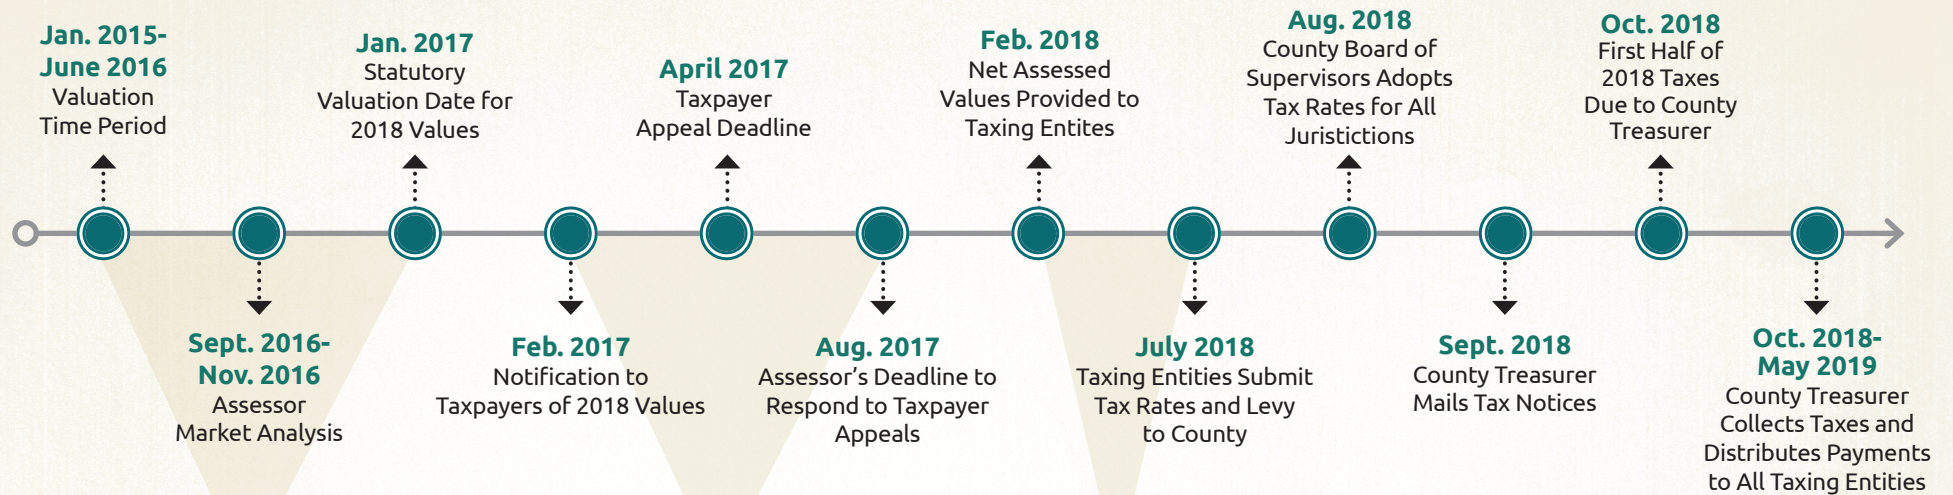 Jan. 2015-
June 2016
Valuation
Time Period
Sept. 2016-
Nov. 2016
Assessor
Market Analysis
Jan. 2017
Statutory
Valuation Date for
2018 Values
Feb. 2017
Notification to
Taxpayers of 2018 Values
April 2017
Taxpayer
Appeal Deadline
Aug. 2017
Assessor’s Deadline to
Respond to Taxpayer
Appeals
Feb. 2018
Net Assessed
Values Provided to
Taxing Entites
July 2018
Taxing Entities Submit
Tax Rates and Levy
to County
Aug. 2018
County Board of
Supervisors Adopts
Tax Rates for All
Juristictions
Sept. 2018
County Treasurer
Mails Tax Notices
Oct. 2018
First Half of
2018 Taxes
Due to County
Treasurer
Oct. 2018-
May 2019
County Treasurer
Collects Taxes and
Distributes Payments
to All Taxing Entities